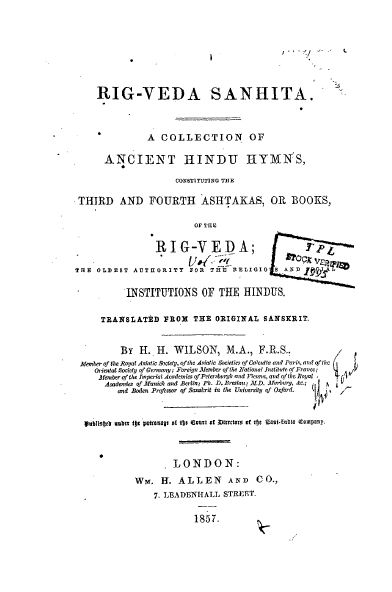 RIG-VEDA SANHITA.
A COLLECTION OF
ANCIENT HINDU HYMNS,
CONSTITUTING THE
THIRD AND FOURTH ASHTAKAS, OR BOOKS,
OF THE
RIG-VEDA;
Vol. III
TPL
STOCK VERIFIED
1993
THE OLDEST AUTHORITY FOR THE RELIGIOUS AND
INSTITUTIONS OF THE HINDUS.
TRANSLATED FROM THE ORIGINAL SANSKRIT.
BY H. H. WILSON, M.A., F.R.S.,
Member of the Royal Asiatic Society, of the Asiatic Societies of Calcutta and Paris, and of the
Oriental Society of Germany; Foreign Member of the National Institute of France;
Member of the Imperial Academies of Petersburgh and Vienna, and of the Royal
Academies of Munich and Berlin; Ph. D. Breslau; M.D. Marburg, &c.;
and Boden Professor of Sanskrit in the University of Oxford.
Published under the patronage of the Court of Directors of the East-India Company.
LONDON:
WM. H. ALLEN AND CO.,
7. LEADENHALL STREET.
1857.